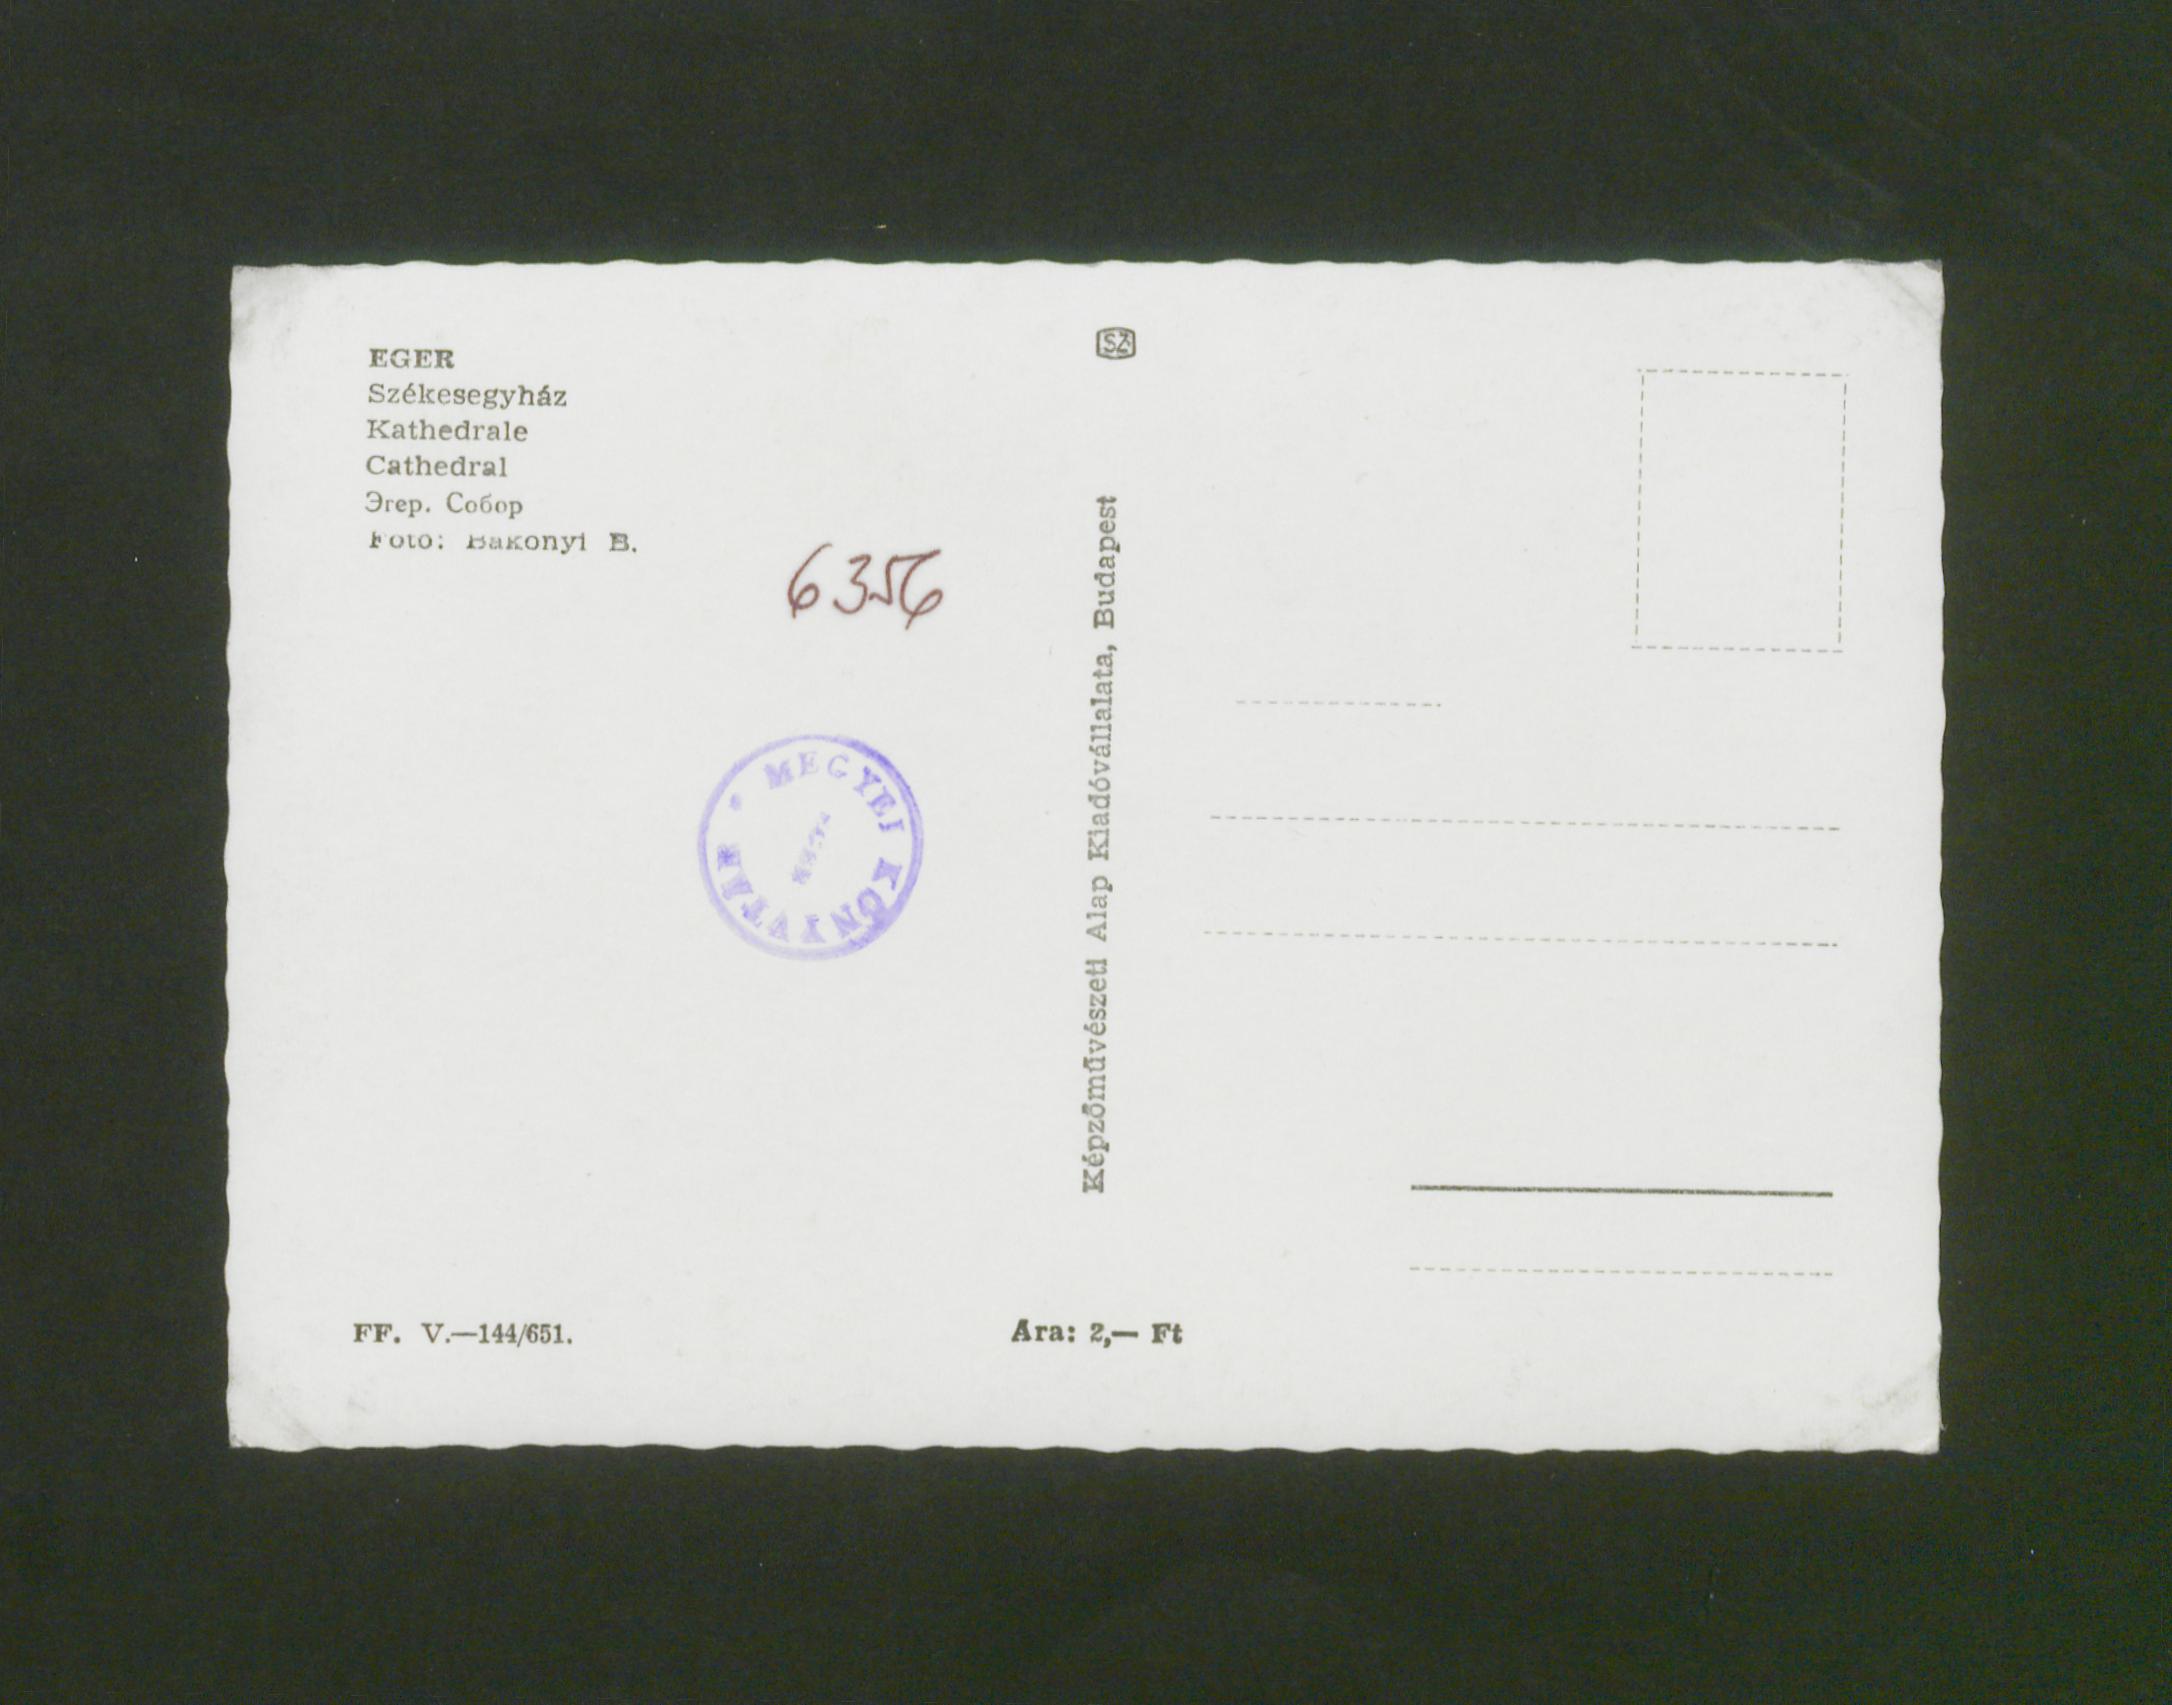 EGER
Székesegyház
Kathedrale
Cathedral
Эгер. Собор
Foto: Bakonyi B.
6356
MEGYEI KÖNYVTÁR
FF. V.—144/651.
SZ
Képzőművészeti Alap Kiadóvállalata, Budapest
Ára: 2,— Ft